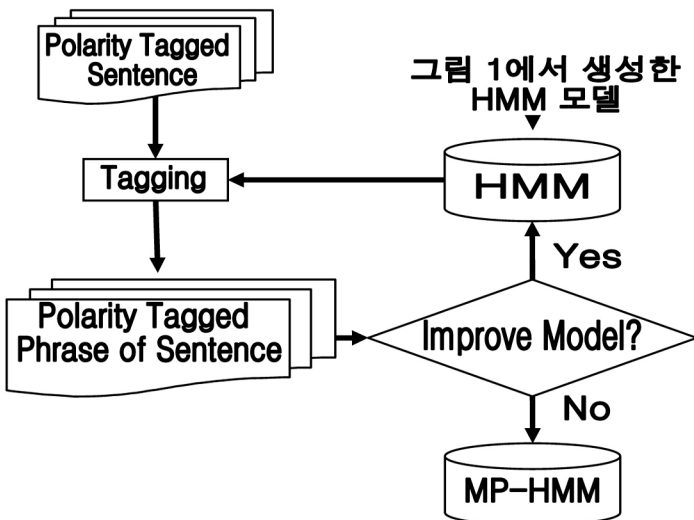 Polarity Tagged
Sentence
그림 1에서 생성한
HMM 모델
Tagging
HMM
Yes
Polarity Tagged
Phrase of Sentence
Improve Model?
No
MP-HMM